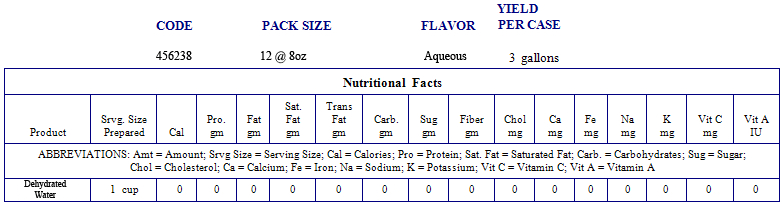 CODE PACK SIZE FLAVOR YIELD PER CASE
456238 12 @ 8oz Aqueous 3 gallons
Nutritional Facts
Product Srvg. Size Prepared Cal Pro. gm Fat gm Sat. Fat gm Trans Fat gm Carb. gm Sug gm Fiber gm Chol mg Ca mg Fe mg Na mg K mg Vit C mg Vit A IU
ABBREVIATIONS: Amt = Amount; Srvg Size = Serving Size; Cal = Calories; Pro = Protein; Sat. Fat = Saturated Fat; Carb. = Carbohydrates; Sug = Sugar;
Chol = Cholesterol; Ca = Calcium; Fe = Iron; Na = Sodium; K = Potassium; Vit C = Vitamin C; Vit A = Vitamin A
Dehydrated Water 1 cup 0 0 0 0 0 0 0 0 0 0 0 0 0 0 0